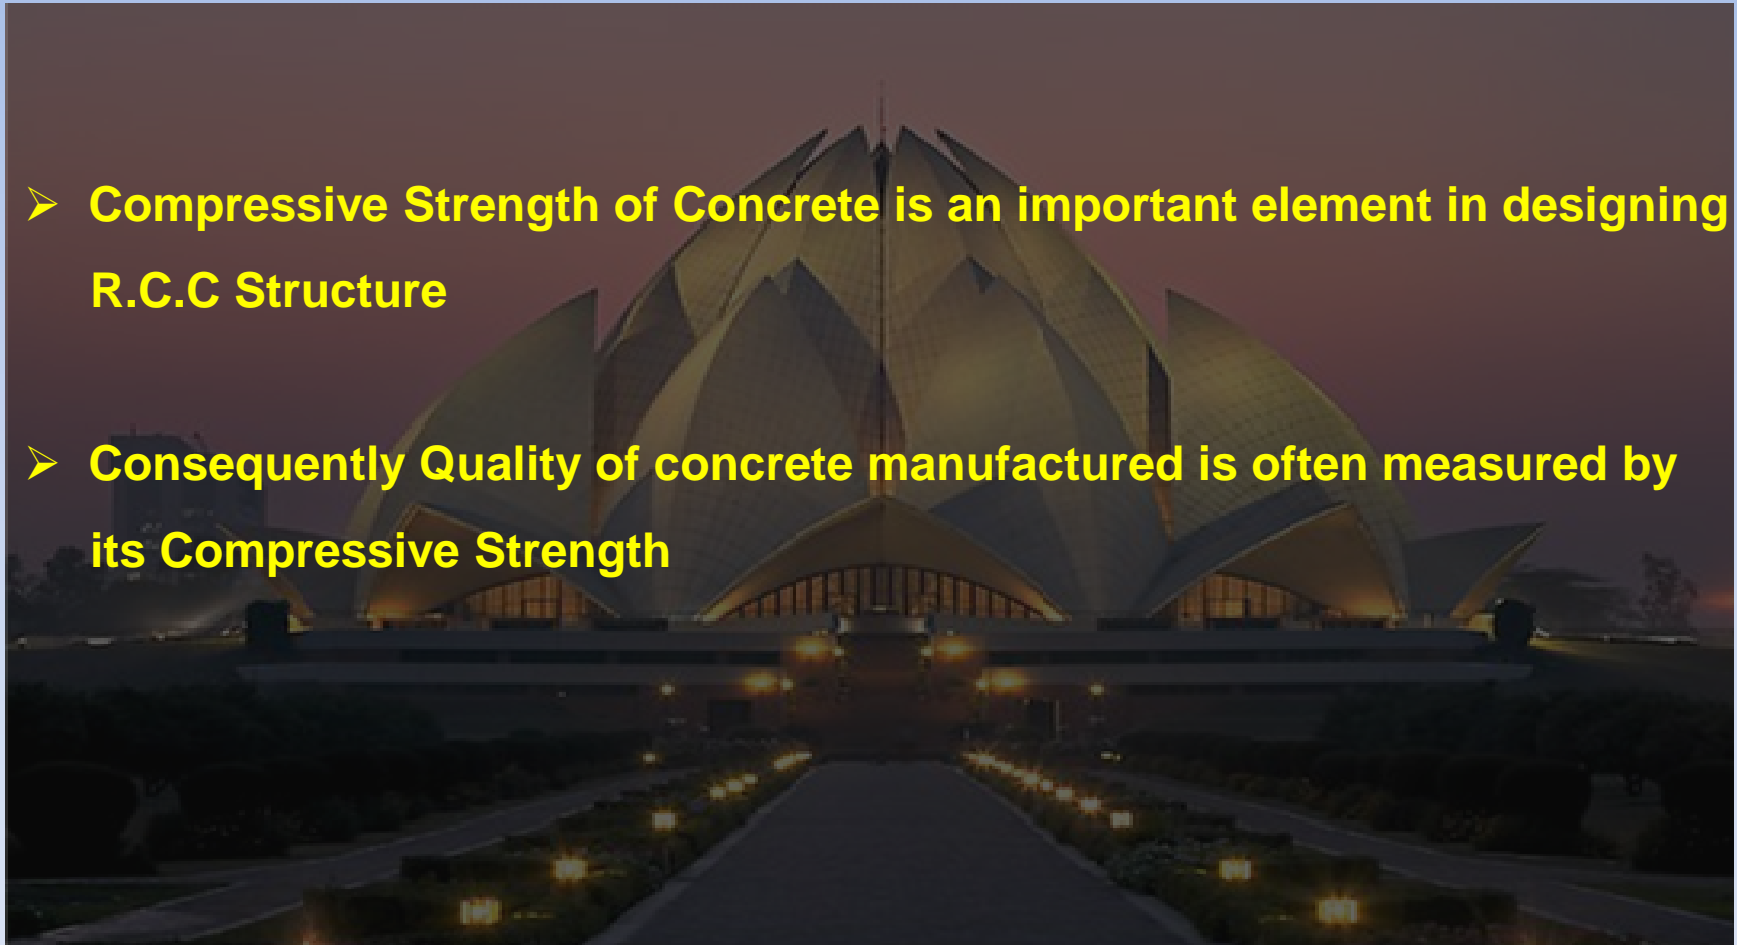 ➢ Compressive Strength of Concrete is an important element in designing
R.C.C Structure
➢ Consequently Quality of concrete manufactured is often measured by
its Compressive Strength